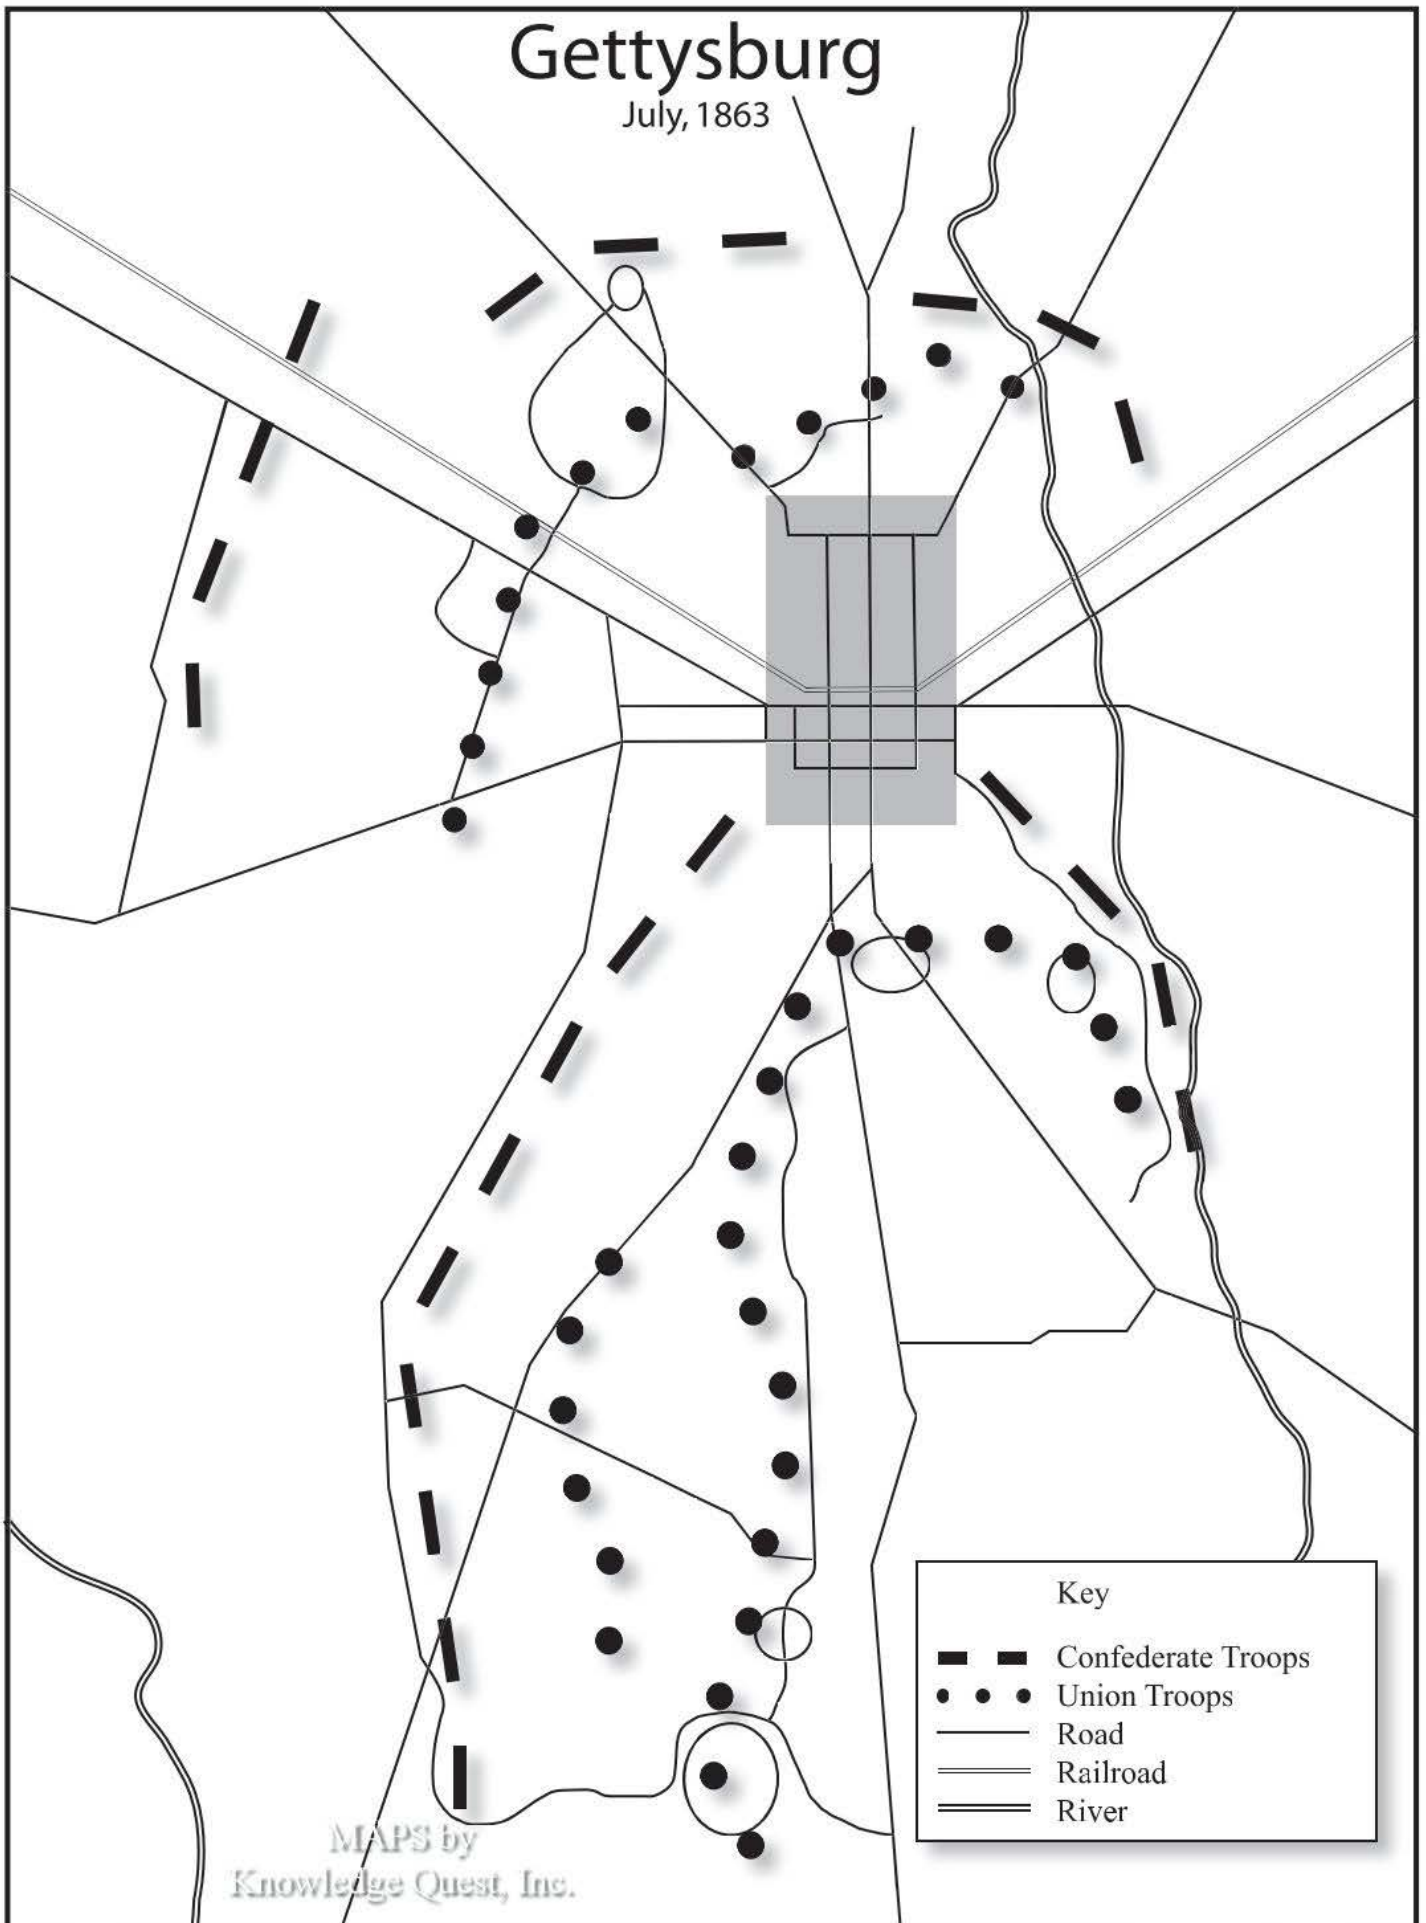 Gettysburg
July, 1863
Key
Confederate Troops
Union Troops
Road
Railroad
River
MAPS by
Knowledge Quest, Inc.